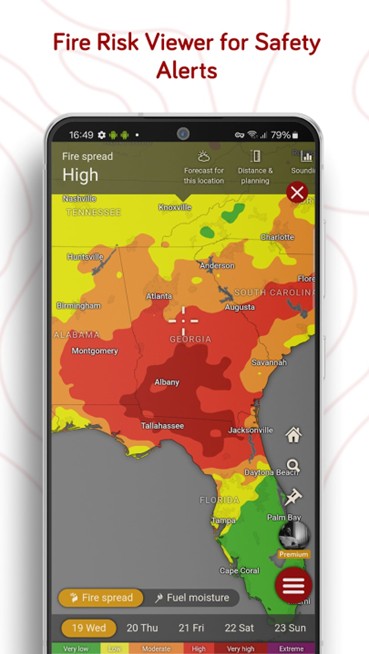 Fire Risk Viewer for Safety
Alerts
16:49
79%
Fire spread
High
Forecast for
this location
Distance &
planning
Nashville
TENNESSEE
Knoxville
Charlotte
Huntsville
Anderson
SOUTH CAROLIN
Atlanta
Birmingham
Augusta
ALABAMA
GEORGIA
Montgomery
Savannah
Albany
Tallahassee
Jacksonville
Daytona Beach
FLORIDA
Tampa
Palm Bay
Premium
Cape Coral
Fire spread
Fuel moisture
19 Wed
20 Thu
21 Fri
22 Sat
23 Sun
Very low
Low
Moderate
High
Very high
Extreme